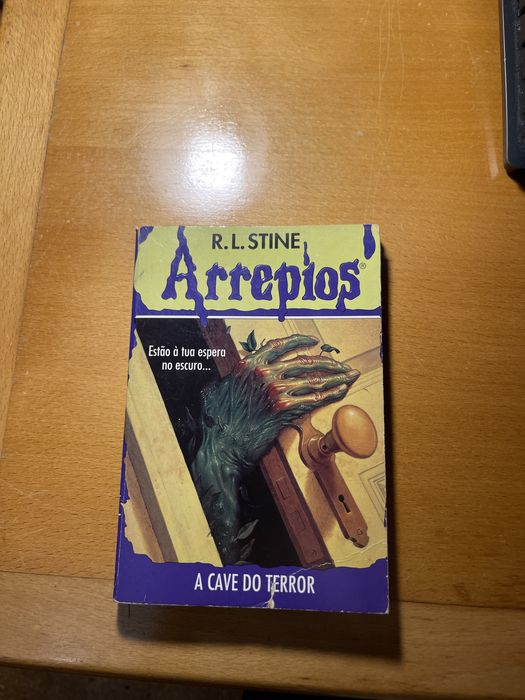 R.L. STINE
Arrepios®
Estão à tua espera
no escuro...
A CAVE DO TERROR